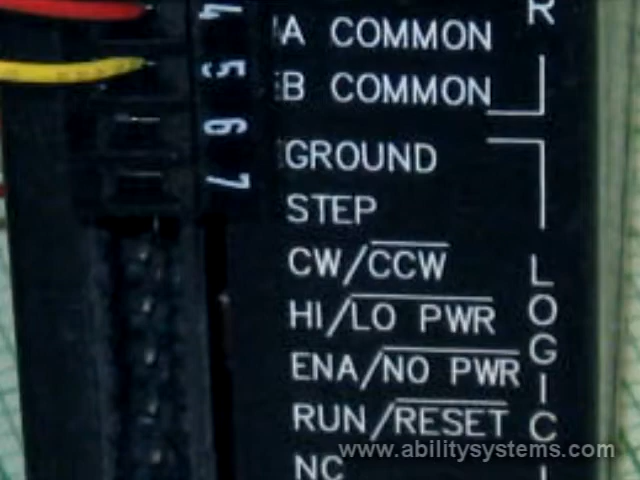 R
4
A COMMON
5
B COMMON
6
GROUND
7
STEP
CW/CCW
HI/LO PWR
ENA/NO PWR
RUN/RESET
NC
LOGIC
www.abilitysystems.com